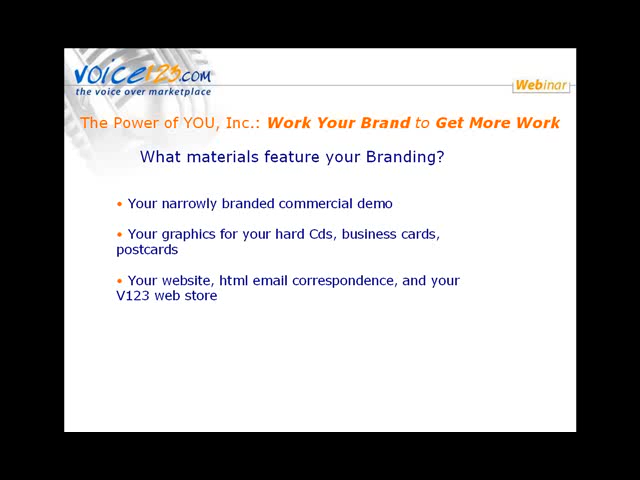 voice123.com
the voice over marketplace
Webinar
The Power of YOU, Inc.: Work Your Brand to Get More Work
What materials feature your Branding?
• Your narrowly branded commercial demo
• Your graphics for your hard Cds, business cards,
postcards
• Your website, html email correspondence, and your
V123 web store